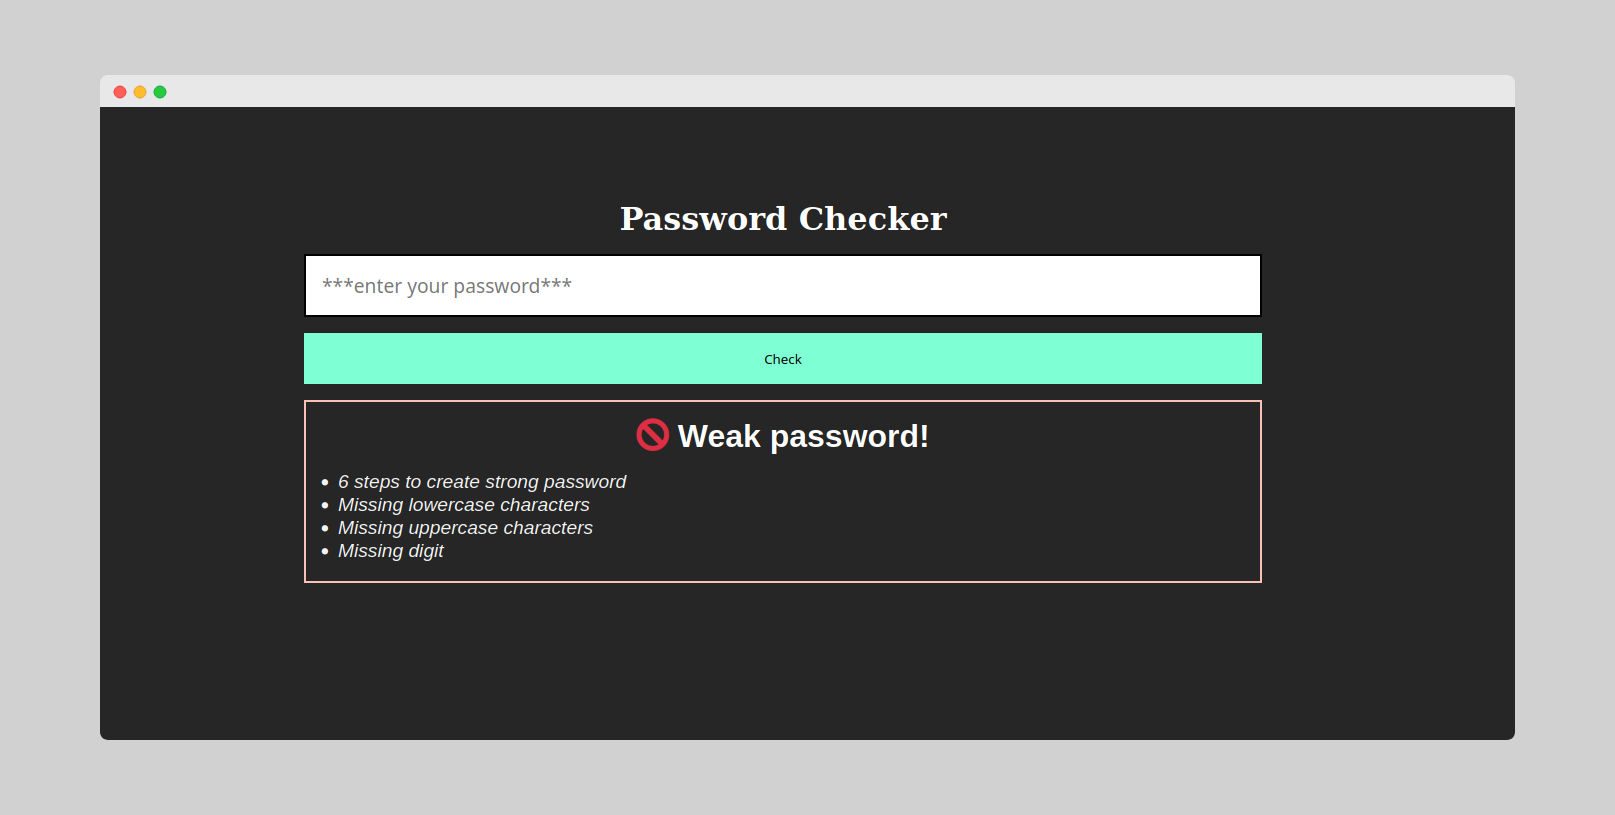 Password Checker
***enter your password***
Check
🚫 Weak password!
• 6 steps to create strong password
• Missing lowercase characters
• Missing uppercase characters
• Missing digit